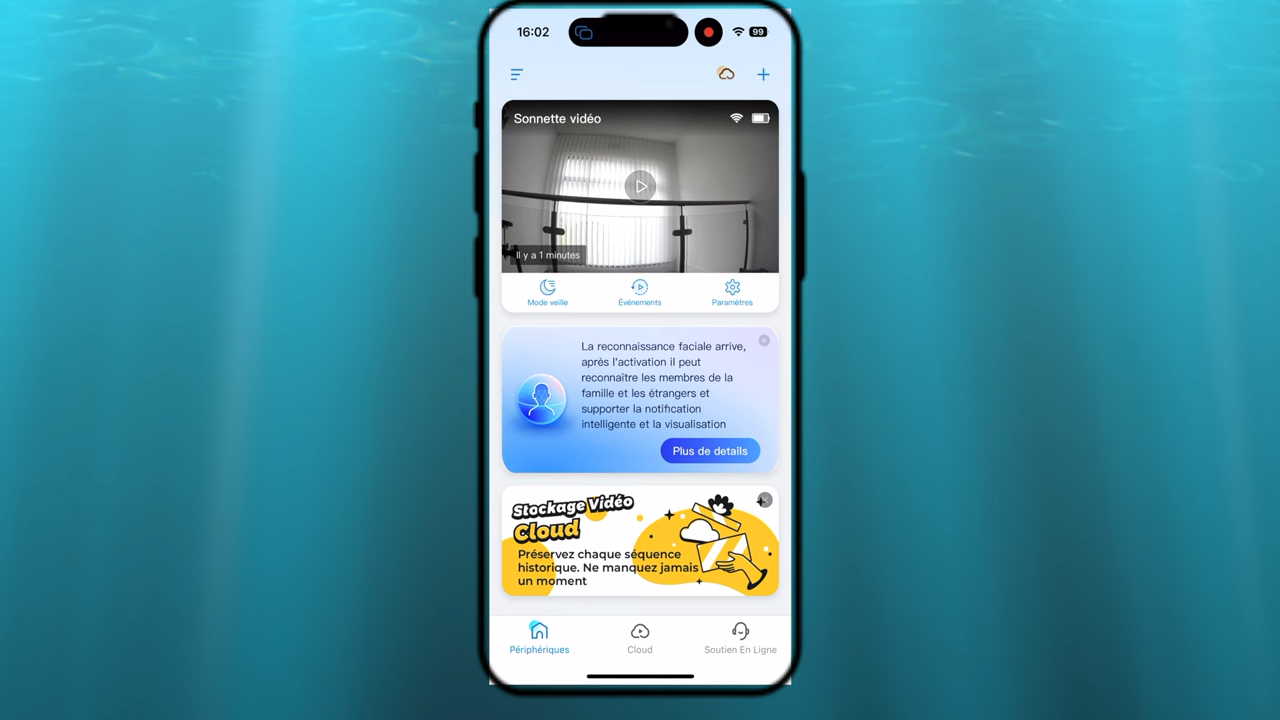 16:02
99
Sonnette vidéo
Il y a 1 minutes
Mode veille
Événements
Paramètres
La reconnaissance faciale arrive,
après l'activation il peut
reconnaitre les membres de la
famille et les étrangers et
supporter la notification
intelligente et la visualisation
Plus de details
Stockage Vidéo
Cloud
Préservez chaque séquence
historique. Ne manquez jamais
un moment
Périphériques
Cloud
Soutien En Ligne